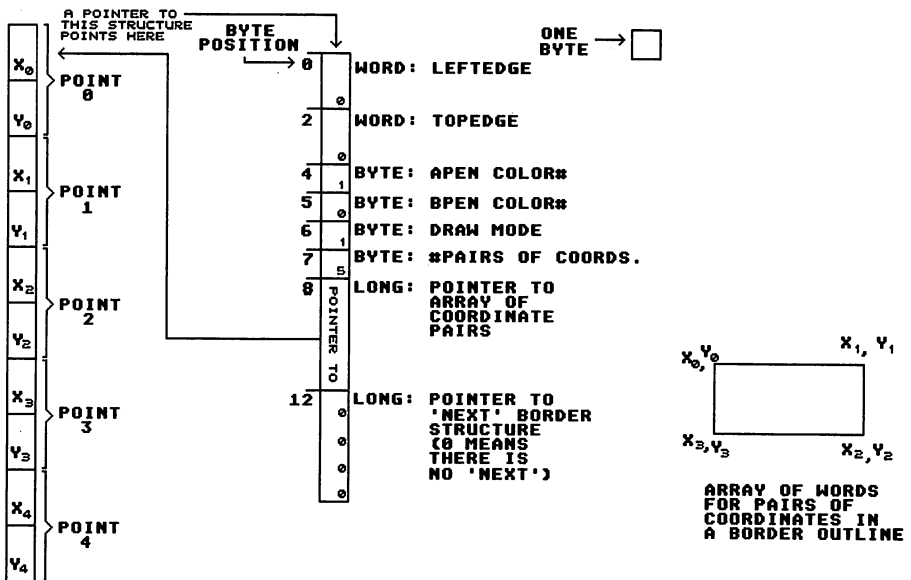 A POINTER TO
THIS STRUCTURE
POINTS HERE
BYTE
POSITION
ONE
BYTE
X0
Y0
POINT
0
X1
Y1
POINT
1
X2
Y2
POINT
2
X3
Y3
POINT
3
X4
Y4
POINT
4
0 WORD: LEFTEDGE
0
2 WORD: TOPEDGE
0
4 BYTE: APEN COLOR#
1
5 BYTE: BPEN COLOR#
0
6 BYTE: DRAW MODE
1
7 BYTE: #PAIRS OF COORDS.
5
8 LONG: POINTER TO
ARRAY OF
COORDINATE
PAIRS
POINTER TO
12 LONG: POINTER TO
'NEXT' BORDER
STRUCTURE
(0 MEANS
THERE IS
NO 'NEXT')
0
0
0
0
X0, Y0
X1, Y1
X3,Y3
X2,Y2
ARRAY OF WORDS
FOR PAIRS OF
COORDINATES IN
A BORDER OUTLINE